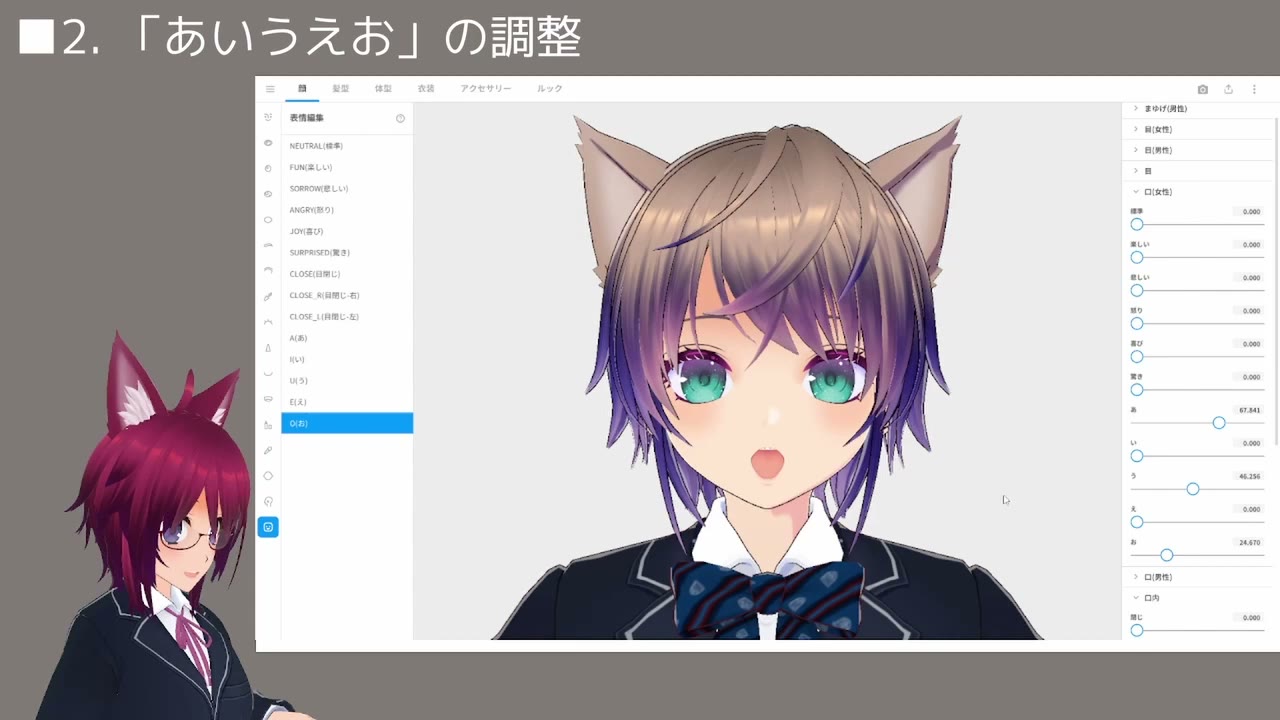 ■2. 「あいうえお」の調整
顔 髪型 体型 衣装 アクセサリー ルック
表情編集
NEUTRAL(標準)
FUN(楽しい)
SORROW(悲しい)
ANGRY(怒り)
JOY(喜び)
SURPRISED(驚き)
CLOSE(目閉じ)
CLOSE_R(目閉じ-右)
CLOSE_L(目閉じ-左)
A(あ)
I(い)
U(う)
E(え)
O(お)
まゆげ(男性)
目(女性)
目(男性)
目
口(女性)
標準 0.000
楽しい 0.000
悲しい 0.000
怒り 0.000
喜び 0.000
驚き 0.000
あ 67.841
い 0.000
う 46.256
え 0.000
お 24.670
口(男性)
口内
閉じ 0.000